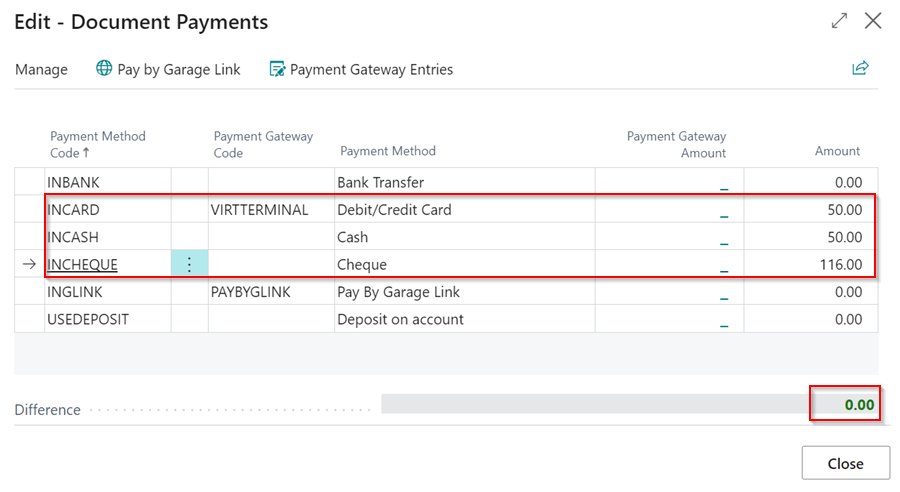 Edit - Document Payments
Manage Pay by Garage Link Payment Gateway Entries
Payment Method Code↑ Payment Gateway Code Payment Method Payment Gateway Amount Amount
INBANK Bank Transfer _ 0.00
INCARD VIRTTERMINAL Debit/Credit Card _ 50.00
INCASH Cash _ 50.00
→ INCHEQUE ⋮ Cheque _ 116.00
INGLINK PAYBYGLINK Pay By Garage Link _ 0.00
USEDEPOSIT Deposit on account _ 0.00
Difference 0.00
Close